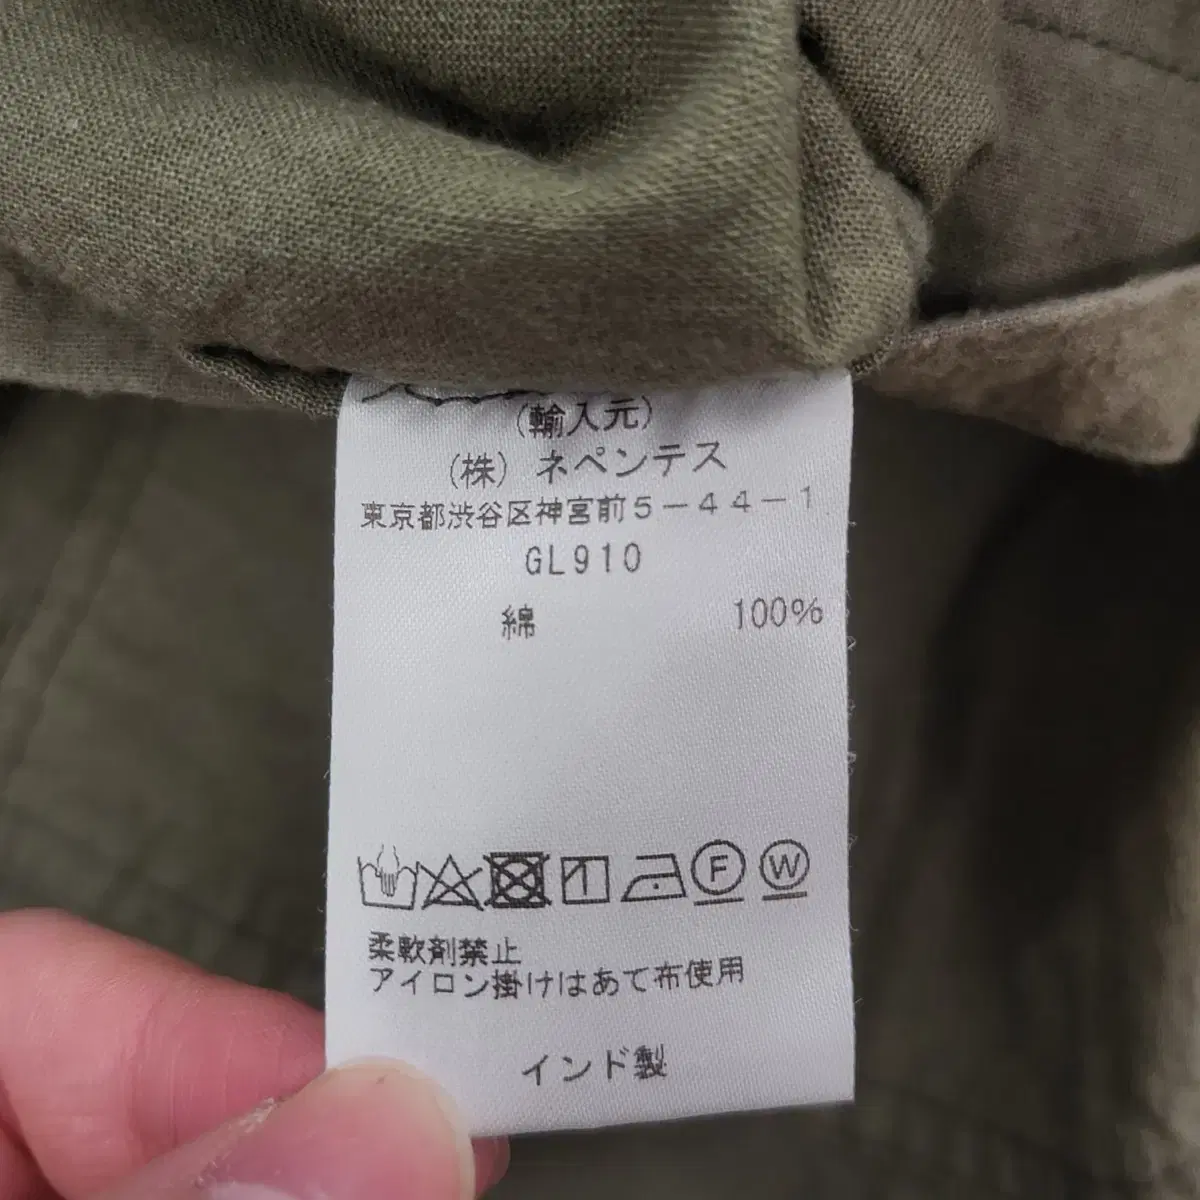 (輸入元)
(株) ネペンテス
東京都渋谷区神宮前5-44-1
GL910
綿 100%
F W
柔軟剤禁止
アイロン掛けはあて布使用
インド製